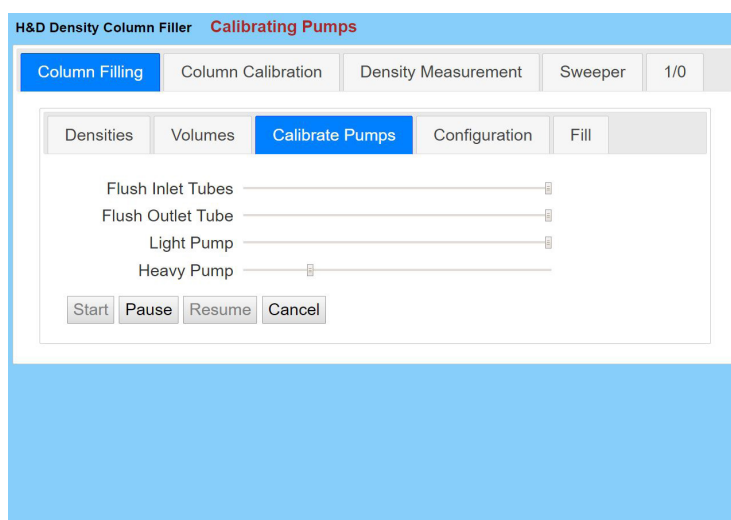 H&D Density Column Filler Calibrating Pumps
Column Filling Column Calibration Density Measurement Sweeper 1/0
Densities Volumes Calibrate Pumps Configuration Fill
Flush Inlet Tubes
Flush Outlet Tube
Light Pump
Heavy Pump
Start Pause Resume Cancel